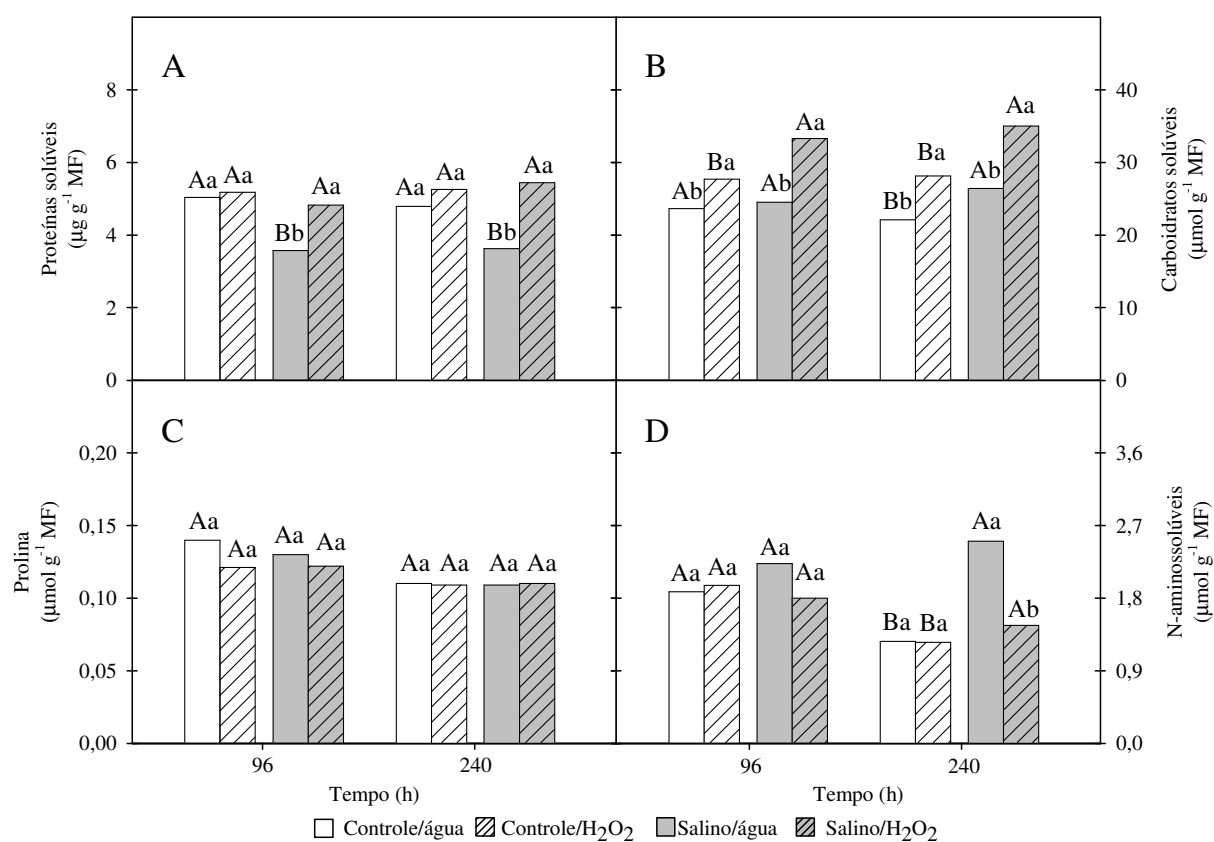 A
B
8
6
4
2
0
Proteínas solúveis
(µg g-1 MF)
Aa Aa Bb Aa Aa Aa Bb Aa
Ab Ba Ab Aa Bb Ba Ab Aa
40
30
20
10
0
Carboidratos solúveis
(µmol g-1 MF)
C
D
0,20
0,15
0,10
0,05
0,00
Prolina
(µmol g-1 MF)
Aa Aa Aa Aa Aa Aa Aa Aa
Aa Aa Aa Aa Ba Ba Aa Ab
3,6
2,7
1,8
0,9
0,0
N-aminossolúveis
(µmol g-1 MF)
96 240
Tempo (h)
96 240
Tempo (h)
Controle/água Controle/H2O2 Salino/água Salino/H2O2